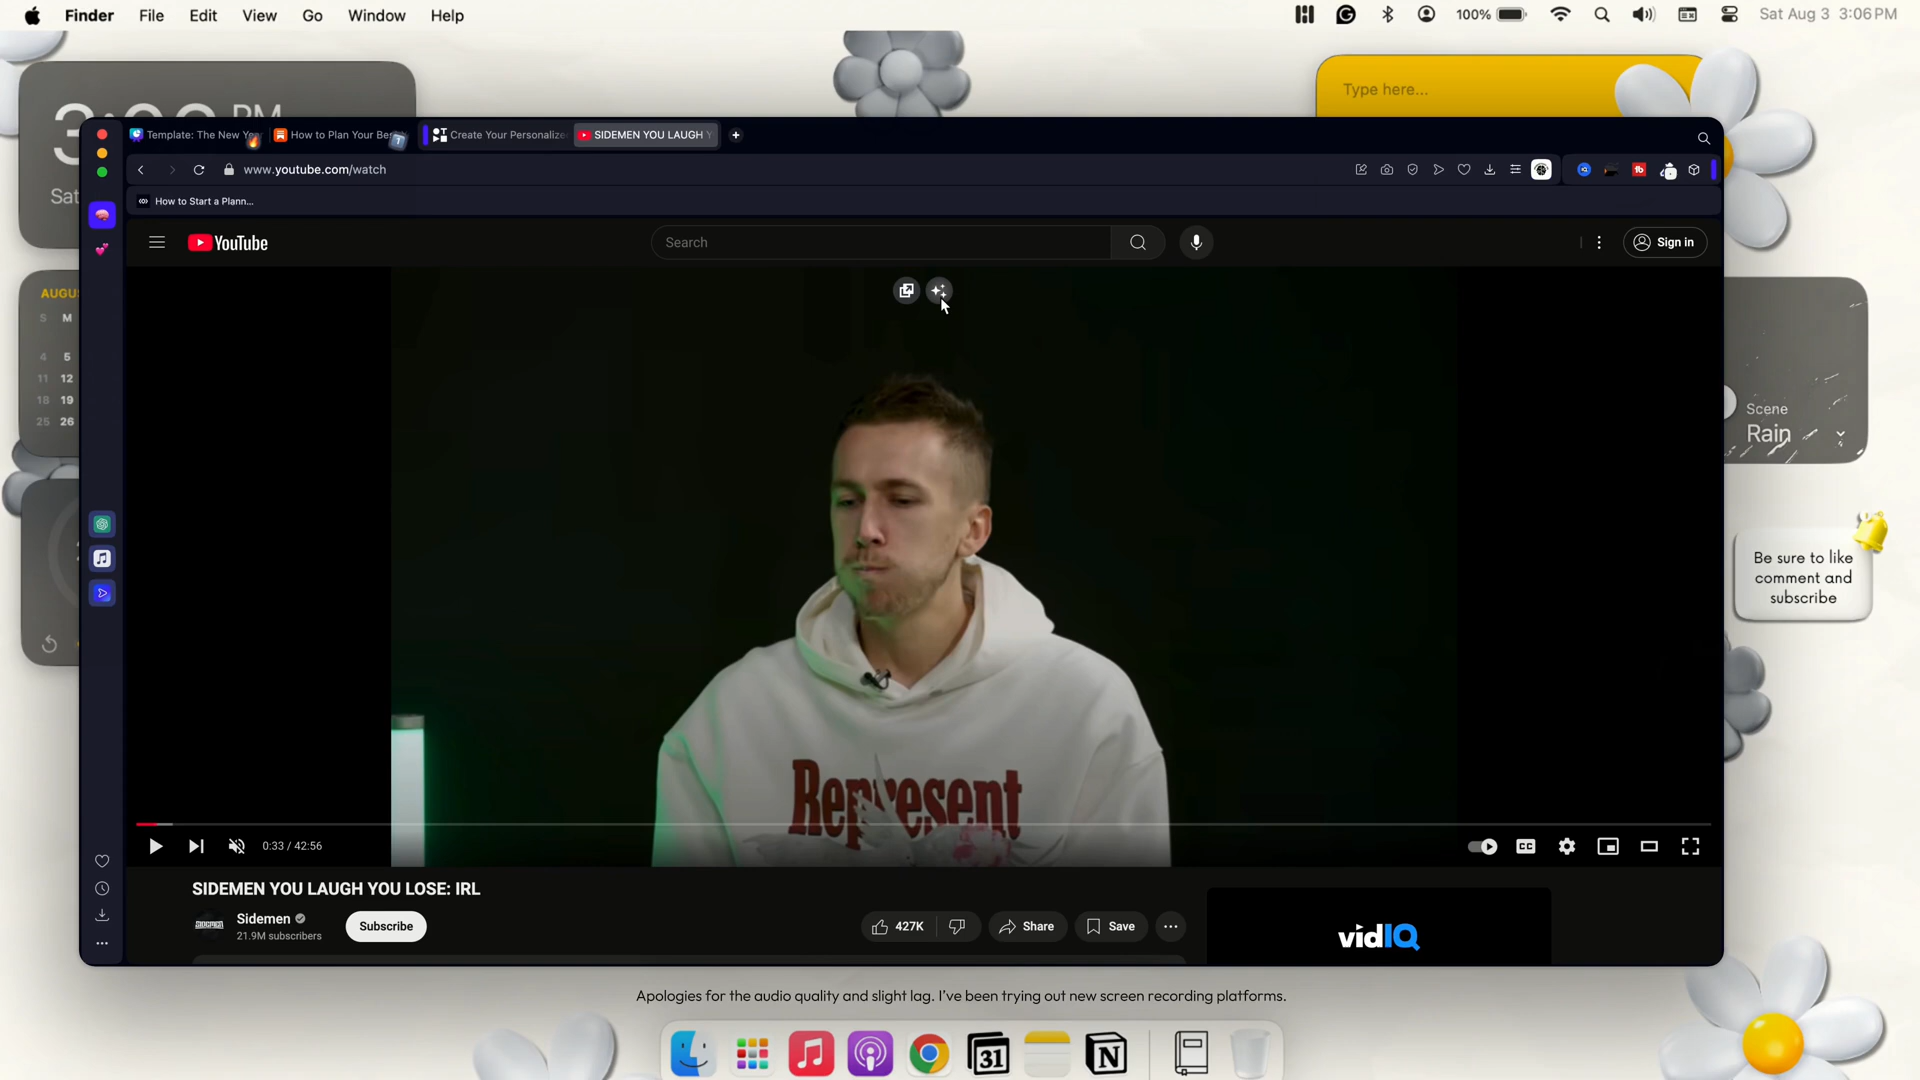 Finder File Edit View Go Window Help 100% Sat Aug 3 3:06 PM
Type here...
PM
Sat
Template: The New Yea
How to Plan Your Bes
Create Your Personalize
SIDEMEN YOU LAUGH Y
www.youtube.com/watch
How to Start a Plann...
YouTube
Search
Sign in
AUGU
S M
4 5
11 12
18 19
25 26
Scene
Rain
Be sure to like
comment and
subscribe
Represent
0:33 / 42:56
CC
SIDEMEN YOU LAUGH YOU LOSE: IRL
Sidemen
21.9M subscribers
Subscribe
427K
Share
Save
vidIQ
Apologies for the audio quality and slight lag. I've been trying out new screen recording platforms.
31